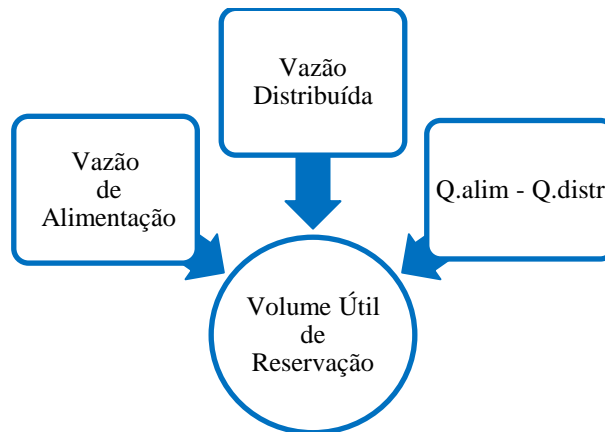 Vazão
Distribuída
Vazão
de
Alimentação
Q.alim - Q.distr
Volume Útil
de
Reservação